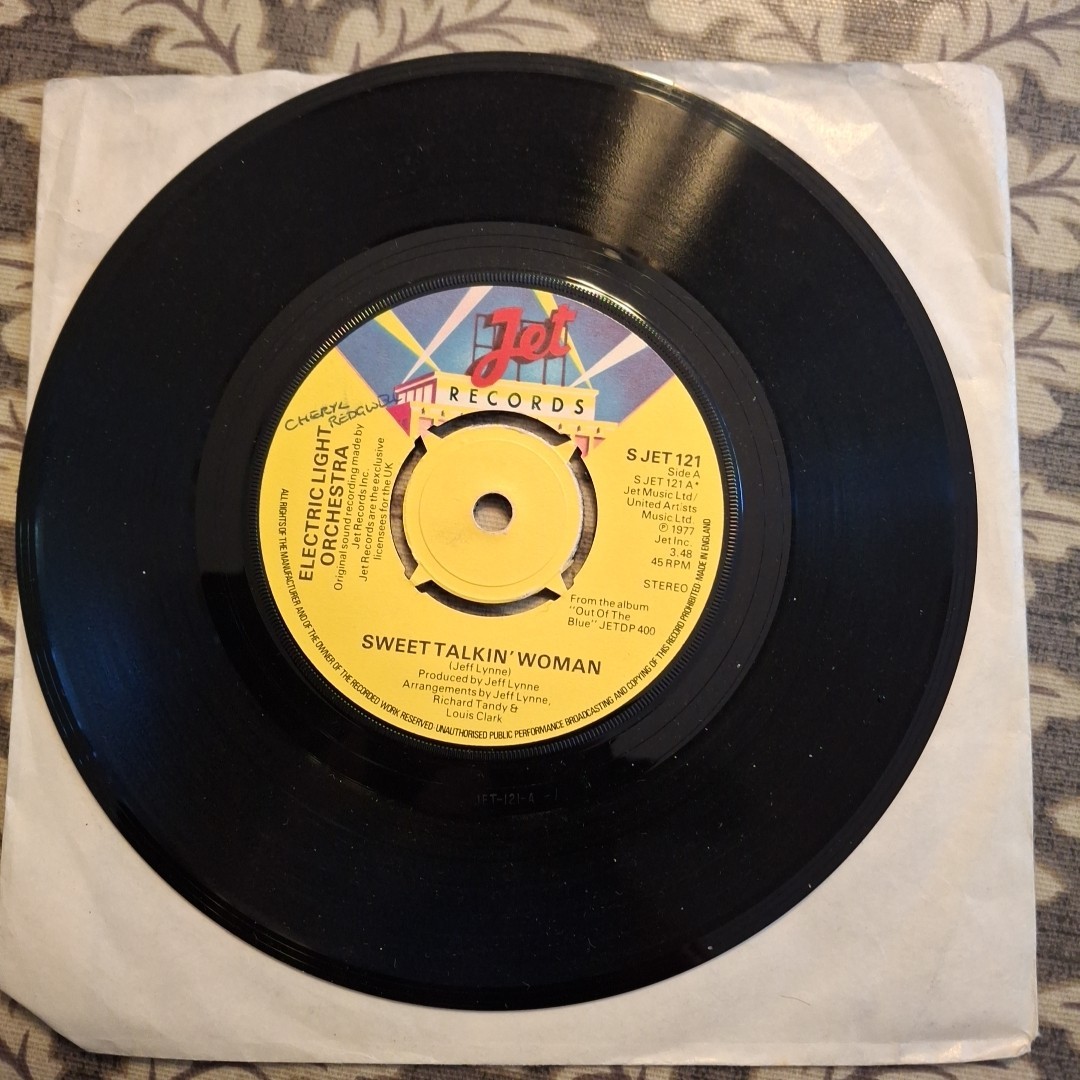 Jet
RECORDS
CHERYL
REDGWELL
ELECTRIC LIGHT
ORCHESTRA
Original sound recording made by
Jet Records Inc.
Jet Records are the exclusive
licensees for the UK
S JET 121
Side A
S JET 121 A*
Jet Music Ltd/
United Artists
Music Ltd.
℗ 1977
Jet Inc.
3.48
45 RPM
STEREO
From the album
"Out Of The
Blue" JETDP 400
SWEET TALKIN' WOMAN
(Jeff Lynne)
Produced by Jeff Lynne
Arrangements by Jeff Lynne,
Richard Tandy &
Louis Clark
ALL RIGHTS OF THE MANUFACTURER AND OF THE OWNER OF THE RECORDED WORK RESERVED UNAUTHORISED PUBLIC PERFORMANCE BROADCASTING AND COPYING OF THIS RECORD PROHIBITED MADE IN ENGLAND
JET-121-A -1